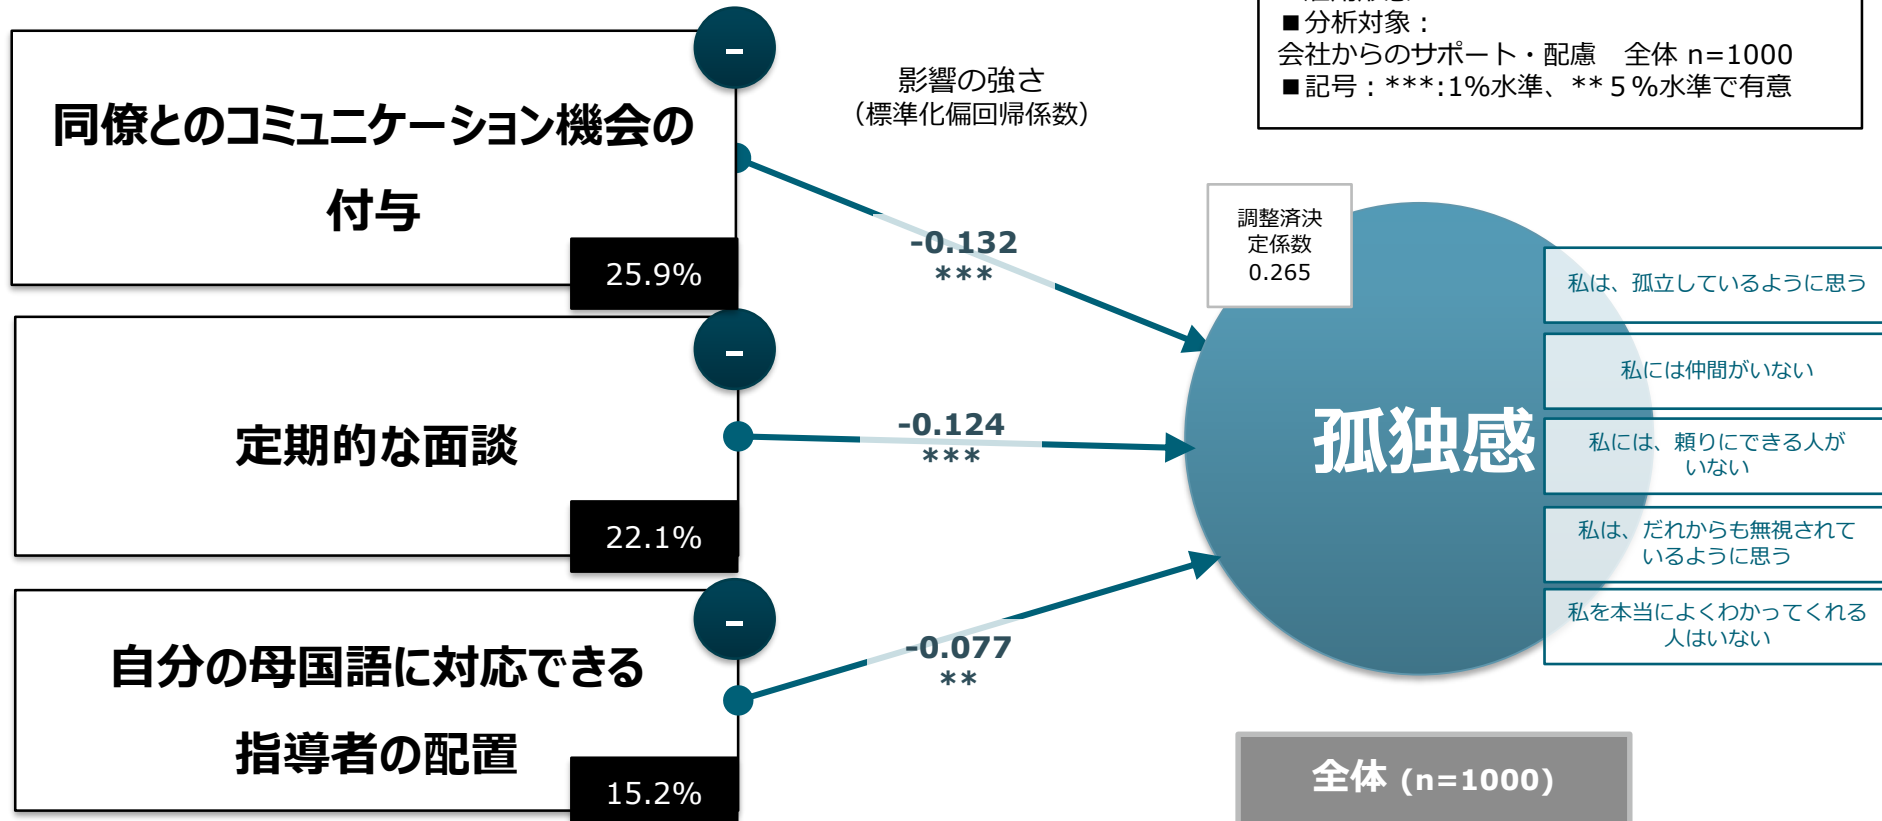 ■分析対象：
会社からのサポート・配慮　全体 n=1000
■記号：***:1%水準、**５%水準で有意
影響の強さ
（標準化偏回帰係数）
-
同僚とのコミュニケーション機会の
付与
25.9%
-0.132
***
-
定期的な面談
22.1%
-0.124
***
-
自分の母国語に対応できる
指導者の配置
15.2%
-0.077
**
調整済決
定係数
0.265
孤独感
私は、孤立しているように思う
私には仲間がいない
私には、頼りにできる人が
いない
私は、だれからも無視されて
いるように思う
私を本当によくわかってくれる
人はいない
全体 (n=1000)